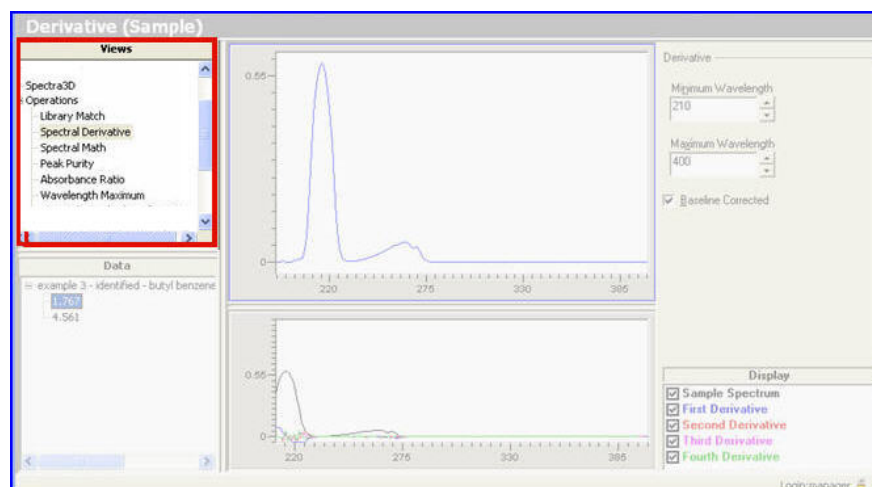 Derivative (Sample)
Views
Spectra3D
Operations
Library Match
Spectral Derivative
Spectral Math
Peak Purity
Absorbance Ratio
Wavelength Maximum
Data
example 3 - identified - butyl benzene
1.767
4.561
0.55
0
220
275
330
385
0.55
0
220
275
330
385
Derivative
Minimum Wavelength
210
Maximum Wavelength
400
Baseline Corrected
Display
Sample Spectrum
First Derivative
Second Derivative
Third Derivative
Fourth Derivative
Login:manager